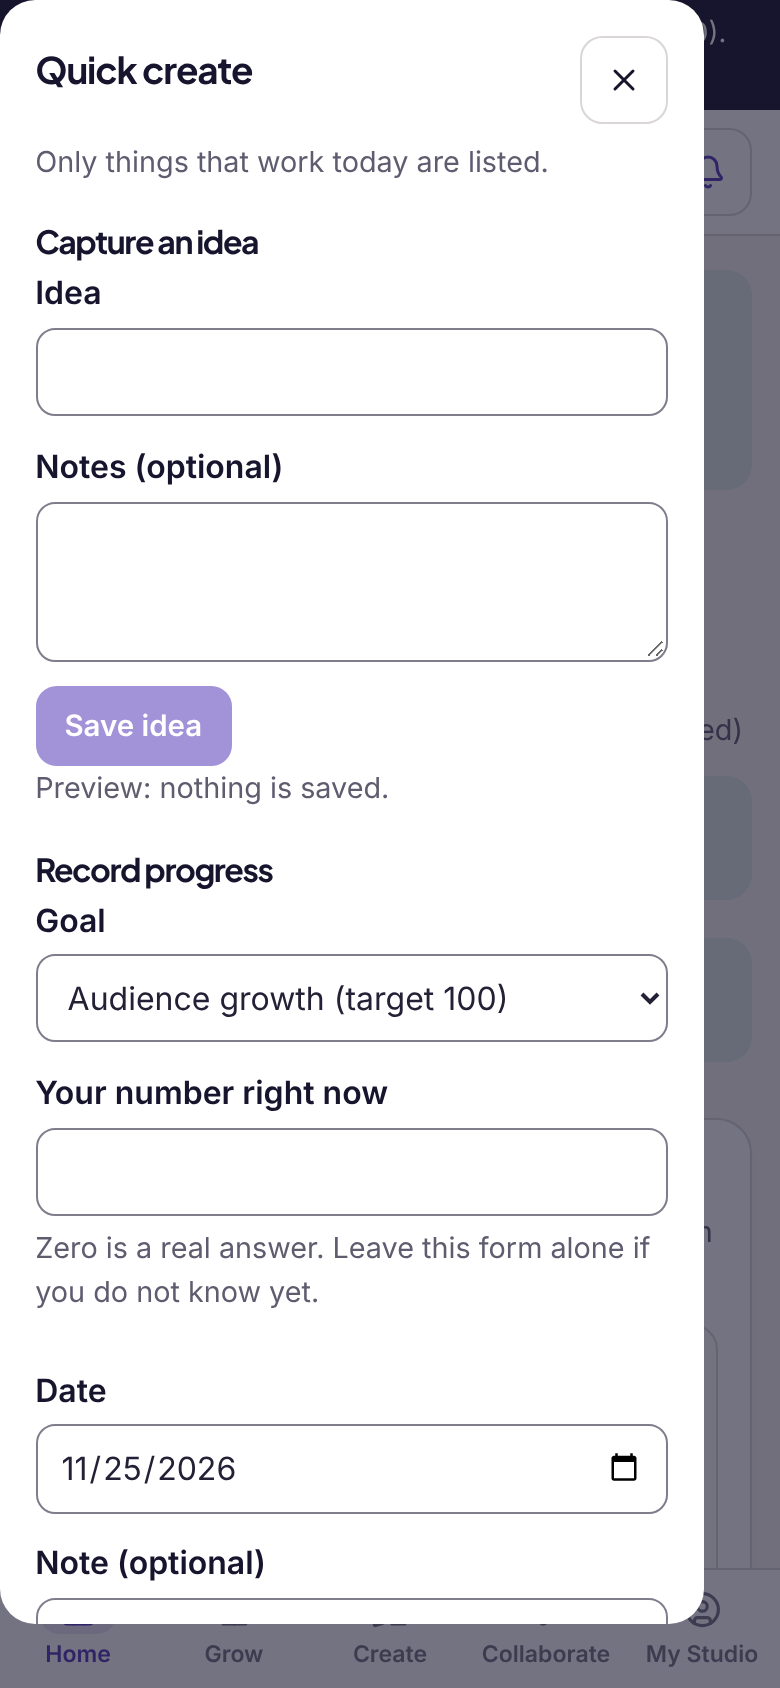 Quick create
).
Only things that work today are listed.
Capture an idea
Idea
Notes (optional)
Save idea
ed)
Preview: nothing is saved.
Record progress
Goal
Audience growth (target 100)
Your number right now
Zero is a real answer. Leave this form alone if
you do not know yet.
Date
11/25/2026
Note (optional)
Home
Grow
Create
Collaborate
My Studio